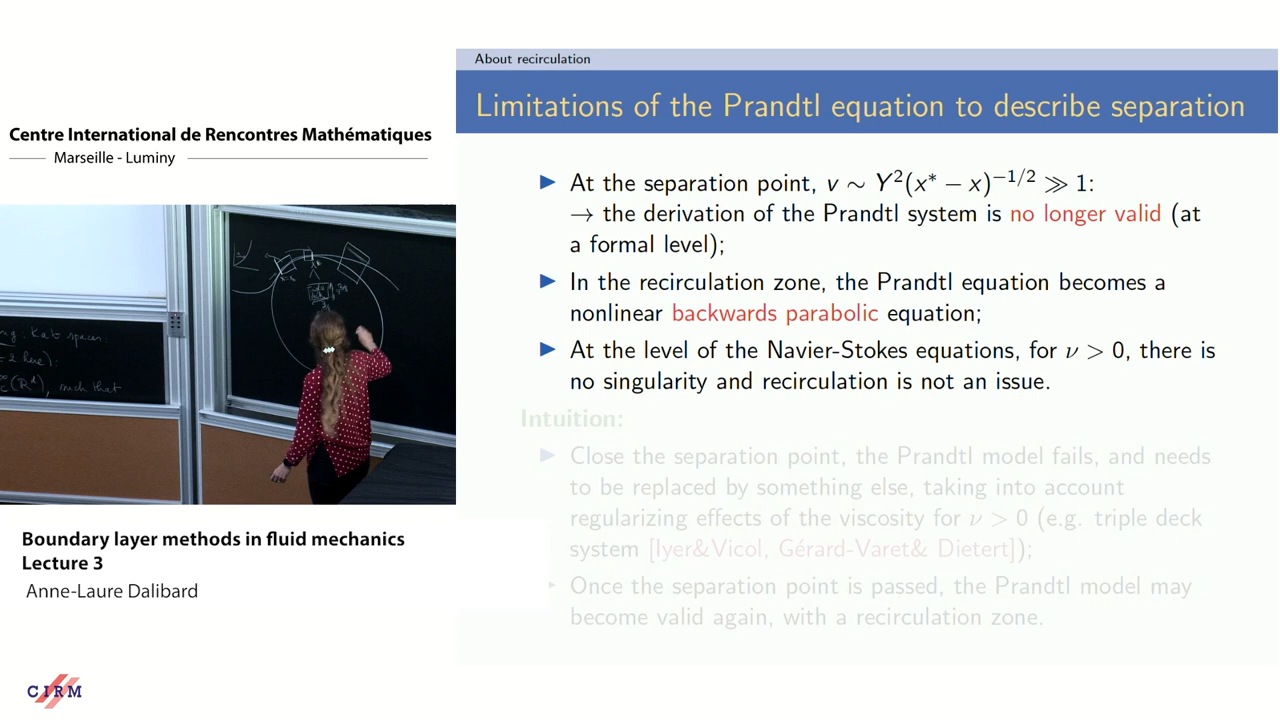 Centre International de Rencontres Mathématiques
Marseille - Luminy
ng. Kato spaces.
= 2 here):
(R^d), such that
Boundary layer methods in fluid mechanics
Lecture 3
Anne-Laure Dalibard
CIRM
About recirculation
Limitations of the Prandtl equation to describe separation
▶ At the separation point, v ∼ Y²(x* − x)^{−1/2} ≫ 1:
→ the derivation of the Prandtl system is no longer valid (at
a formal level);
▶ In the recirculation zone, the Prandtl equation becomes a
nonlinear backwards parabolic equation;
▶ At the level of the Navier-Stokes equations, for ν > 0, there is
no singularity and recirculation is not an issue.
Intuition:
▶ Close the separation point, the Prandtl model fails, and needs
to be replaced by something else, taking into account
regularizing effects of the viscosity for ν > 0 (e.g. triple deck
system [Iyer&Vicol, Gérard-Varet& Dietert]);
▶ Once the separation point is passed, the Prandtl model may
become valid again, with a recirculation zone.